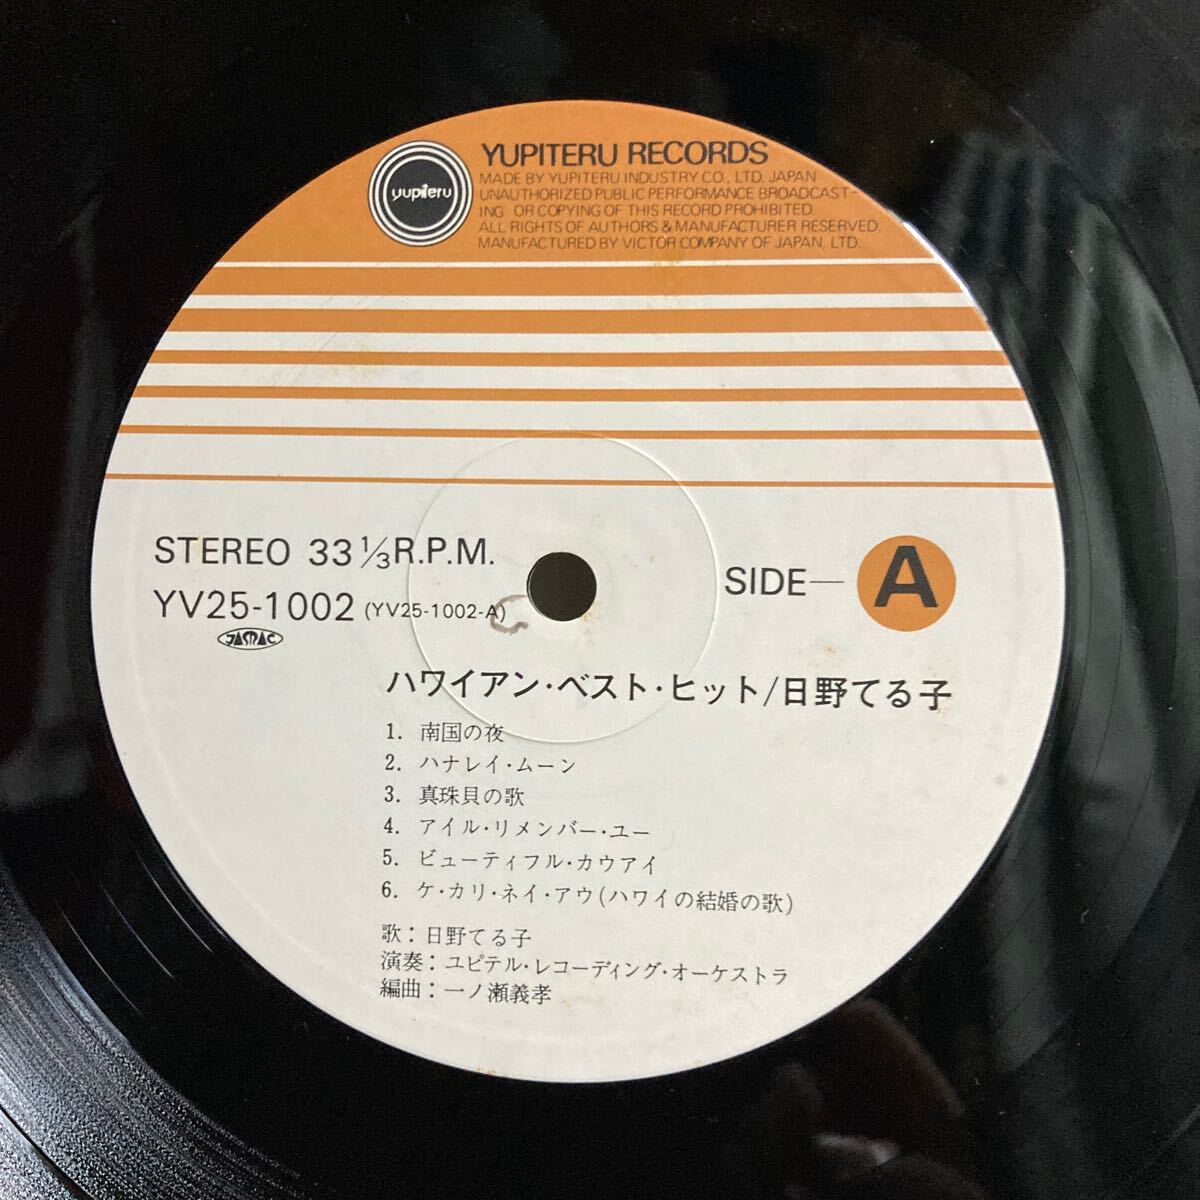 yupiteru
YUPITERU RECORDS
MADE BY YUPITERU INDUSTRY CO., LTD. JAPAN
UNAUTHORIZED PUBLIC PERFORMANCE BROADCAST-
ING OR COPYING OF THIS RECORD PROHIBITED.
ALL RIGHTS OF AUTHORS & MANUFACTURER RESERVED.
MANUFACTURED BY VICTOR COMPANY OF JAPAN, LTD.
STEREO 33 1/3 R.P.M.
YV25-1002 (YV25-1002-A)
JASRAC
SIDE—A
ハワイアン・ベスト・ヒット/日野てる子
1. 南国の夜
2. ハナレイ・ムーン
3. 真珠貝の歌
4. アイル・リメンバー・ユー
5. ビューティフル・カウアイ
6. ケ・カリ・ネイ・アウ(ハワイの結婚の歌)
歌:日野てる子
演奏:ユピテル・レコーディング・オーケストラ
編曲:一ノ瀬義孝